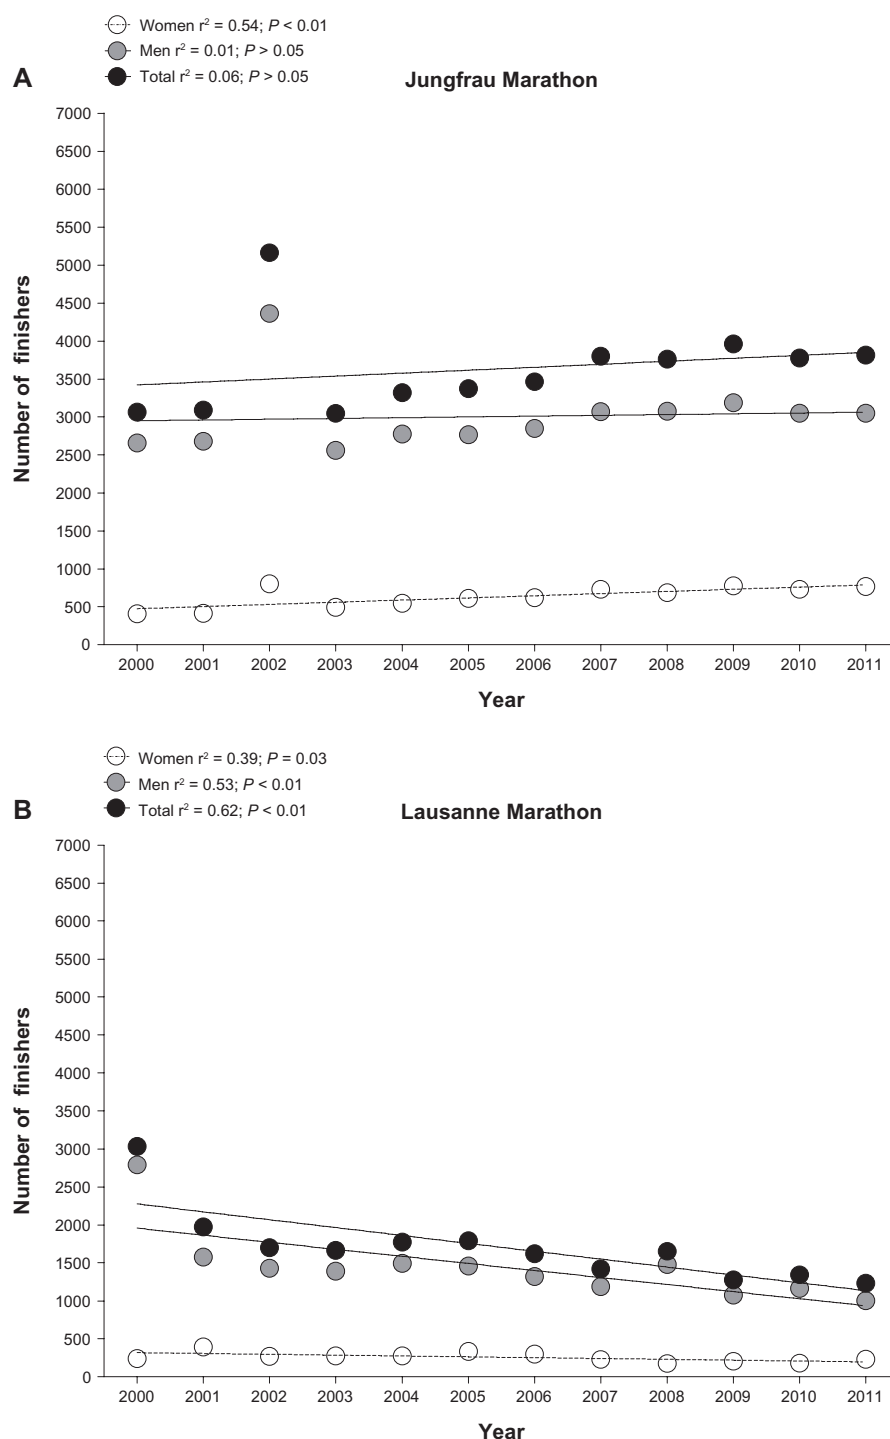 Women r² = 0.54; P < 0.01
Men r² = 0.01; P > 0.05
Total r² = 0.06; P > 0.05
A
Jungfrau Marathon
7000
6500
6000
5500
5000
4500
4000
3500
3000
2500
2000
1500
1000
500
0
Number of finishers
2000 2001 2002 2003 2004 2005 2006 2007 2008 2009 2010 2011
Year
Women r² = 0.39; P = 0.03
Men r² = 0.53; P < 0.01
Total r² = 0.62; P < 0.01
B
Lausanne Marathon
7000
6500
6000
5500
5000
4500
4000
3500
3000
2500
2000
1500
1000
500
0
Number of finishers
2000 2001 2002 2003 2004 2005 2006 2007 2008 2009 2010 2011
Year